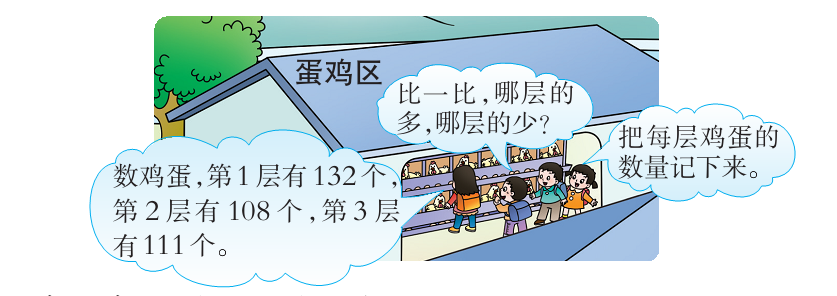 蛋鸡区
比一比,哪层的
多,哪层的少?
把每层鸡蛋的
数量记下来。
数鸡蛋,第1层有132个,
第2层有108个,第3层
有111个。